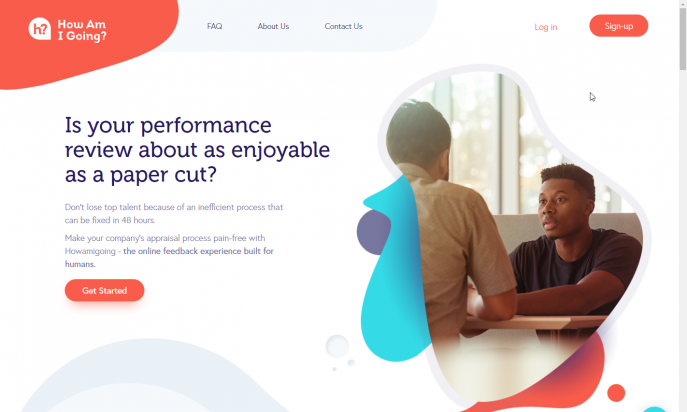 h?
How Am
I Going?
FAQ
About Us
Contact Us
Log in
Sign-up
Is your performance
review about as enjoyable
as a paper cut?
Don't lose top talent because of an inefficient process that
can be fixed in 48 hours.
Make your company's appraisal process pain-free with
Howamigoing - the online feedback experience built for
humans.
Get Started